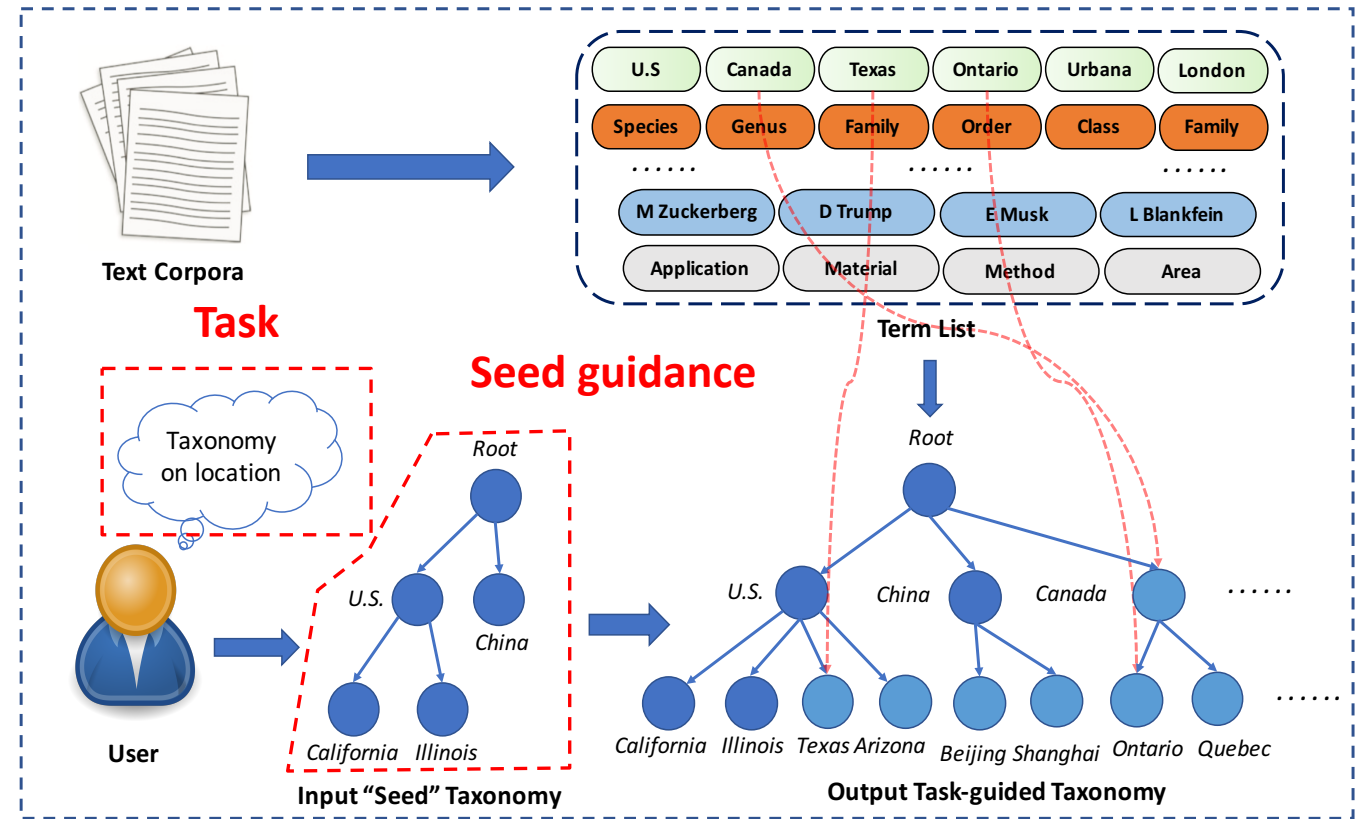 U.S Canada Texas Ontario Urbana London
Species Genus Family Order Class Family
...... ...... ......
M Zuckerberg D Trump E Musk L Blankfein
Application Material Method Area
Text Corpora
Term List
Task
Seed guidance
Taxonomy
on location
Root
U.S.
China
California Illinois
User
Input “Seed” Taxonomy
Root
U.S. China Canada ......
California Illinois Texas Arizona Beijing Shanghai Ontario Quebec ......
Output Task-guided Taxonomy